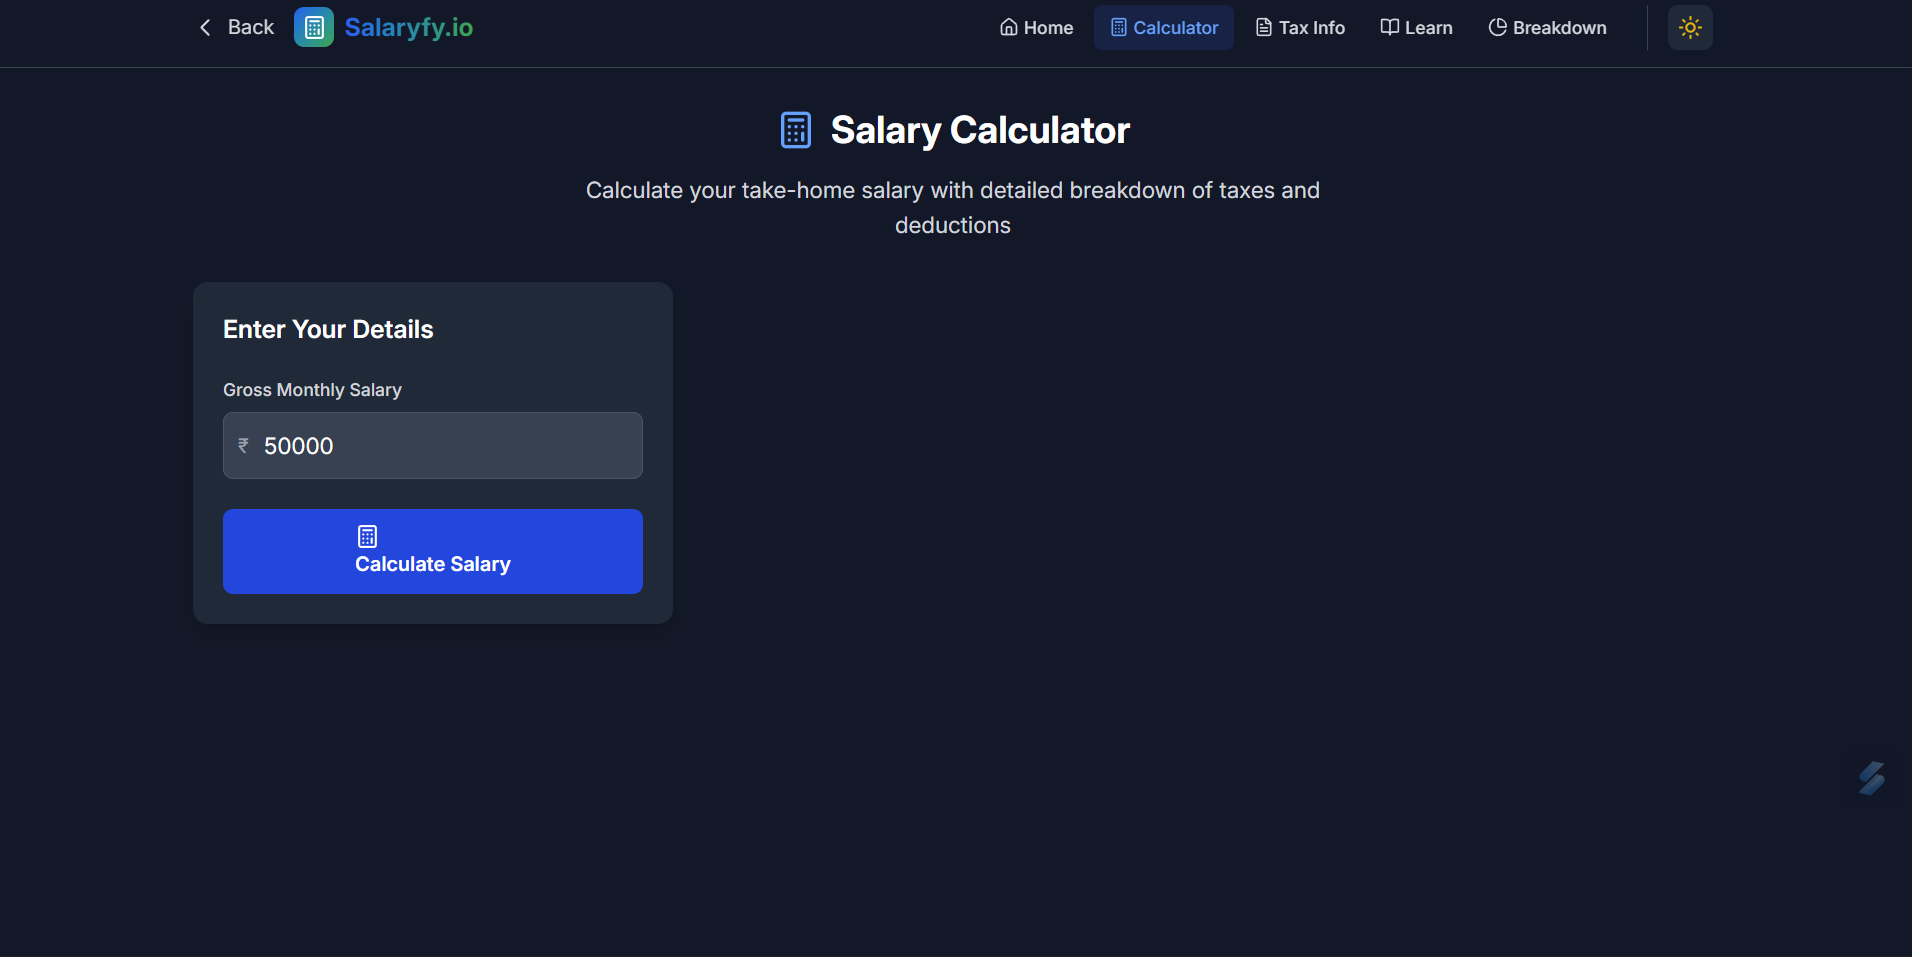 Back
Salaryfy.io
Home
Calculator
Tax Info
Learn
Breakdown
Salary Calculator
Calculate your take-home salary with detailed breakdown of taxes and
deductions
Enter Your Details
Gross Monthly Salary
₹ 50000
Calculate Salary